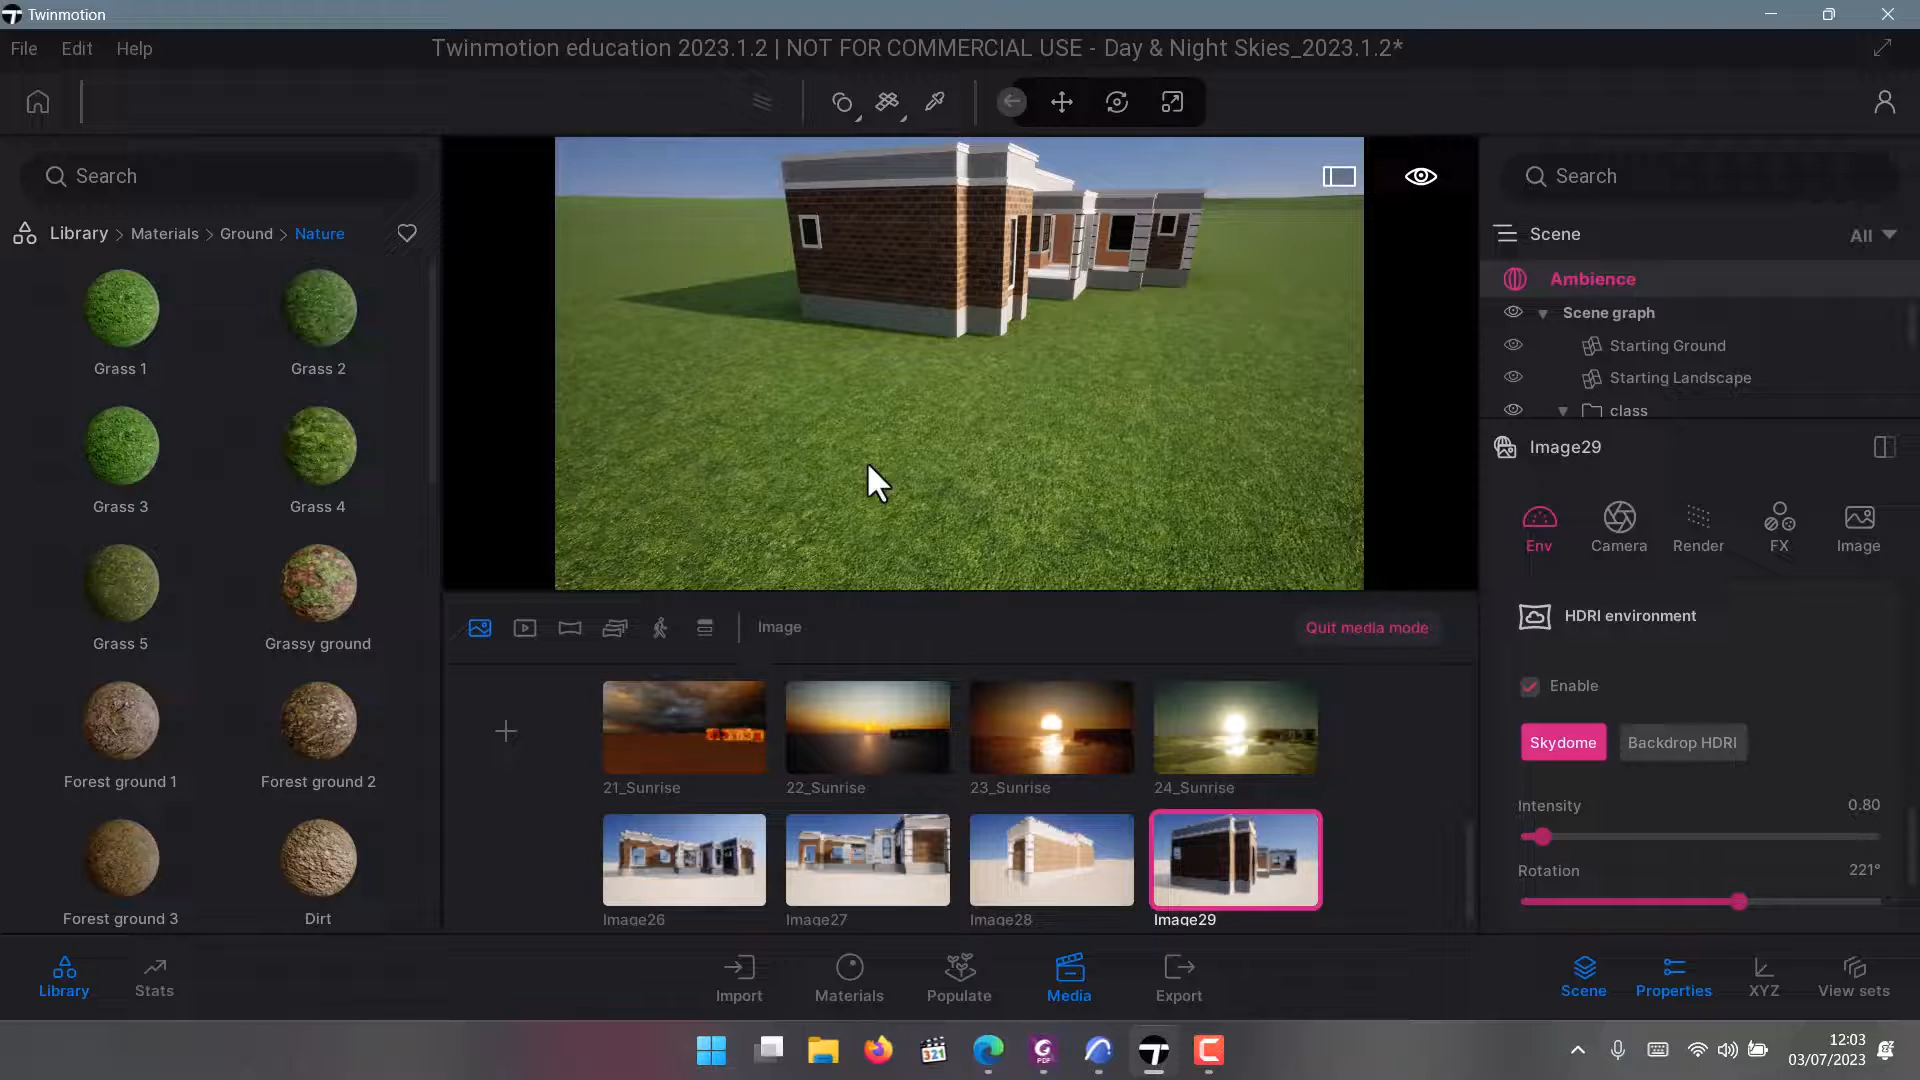 Twinmotion
File Edit Help
Twinmotion education 2023.1.2 | NOT FOR COMMERCIAL USE - Day & Night Skies_2023.1.2*
Search
Library > Materials > Ground > Nature
Grass 1
Grass 2
Grass 3
Grass 4
Grass 5
Grassy ground
Forest ground 1
Forest ground 2
Forest ground 3
Dirt
Image
Quit media mode
21_Sunrise
22_Sunrise
23_Sunrise
24_Sunrise
Image26
Image27
Image28
Image29
Search
Scene
All
Ambience
Scene graph
Starting Ground
Starting Landscape
class
Image29
Env
Camera
Render
FX
Image
HDRI environment
Enable
Skydome
Backdrop HDRI
Intensity
0.80
Rotation
221°
Library
Stats
Import
Materials
Populate
Media
Export
Scene
Properties
XYZ
View sets
321
PDF
12:03
03/07/2023